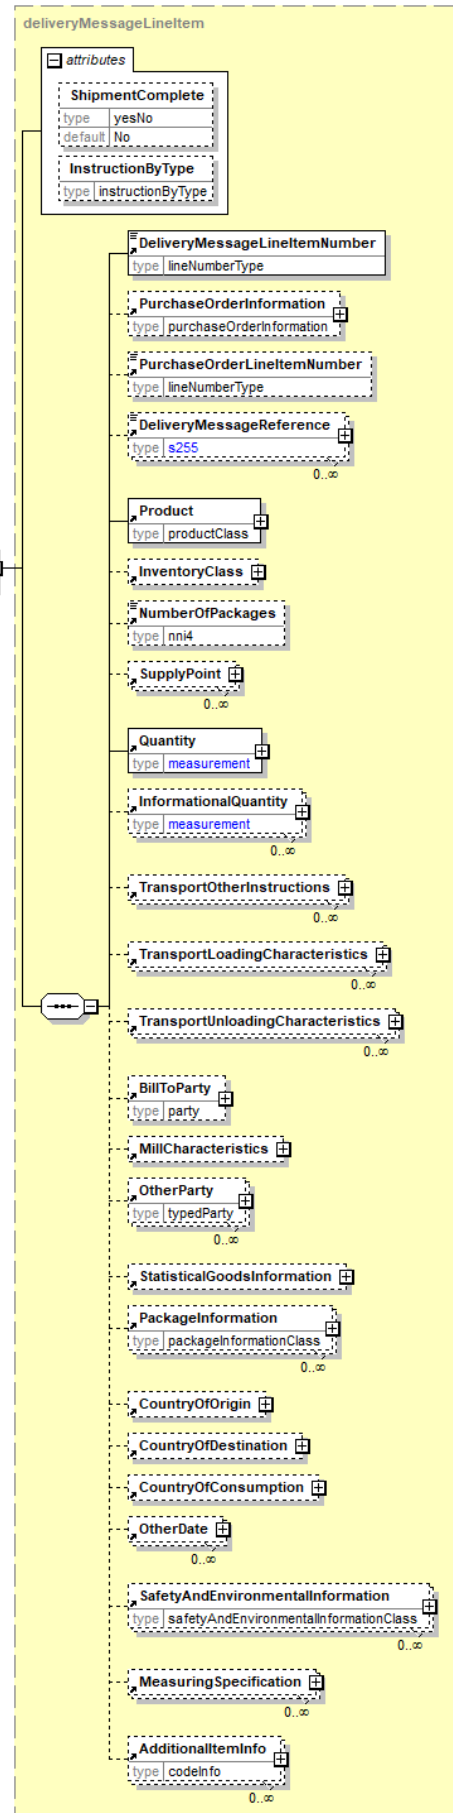 deliveryMessageLineItem
attributes
ShipmentComplete
type yesNo
default No
InstructionByType
type instructionByType
DeliveryMessageLineItemNumber
type lineNumberType
PurchaseOrderInformation
type purchaseOrderInformation
PurchaseOrderLineItemNumber
type lineNumberType
DeliveryMessageReference
type s255
0..∞
Product
type productClass
InventoryClass
NumberOfPackages
type nni4
SupplyPoint
0..∞
Quantity
type measurement
InformationalQuantity
type measurement
0..∞
TransportOtherInstructions
0..∞
TransportLoadingCharacteristics
0..∞
TransportUnloadingCharacteristics
0..∞
BillToParty
type party
MillCharacteristics
OtherParty
type typedParty
0..∞
StatisticalGoodsInformation
PackageInformation
type packageInformationClass
0..∞
CountryOfOrigin
CountryOfDestination
CountryOfConsumption
OtherDate
0..∞
SafetyAndEnvironmentalInformation
type safetyAndEnvironmentalInformationClass
0..∞
MeasuringSpecification
0..∞
AdditionalItemInfo
type codeInfo
0..∞